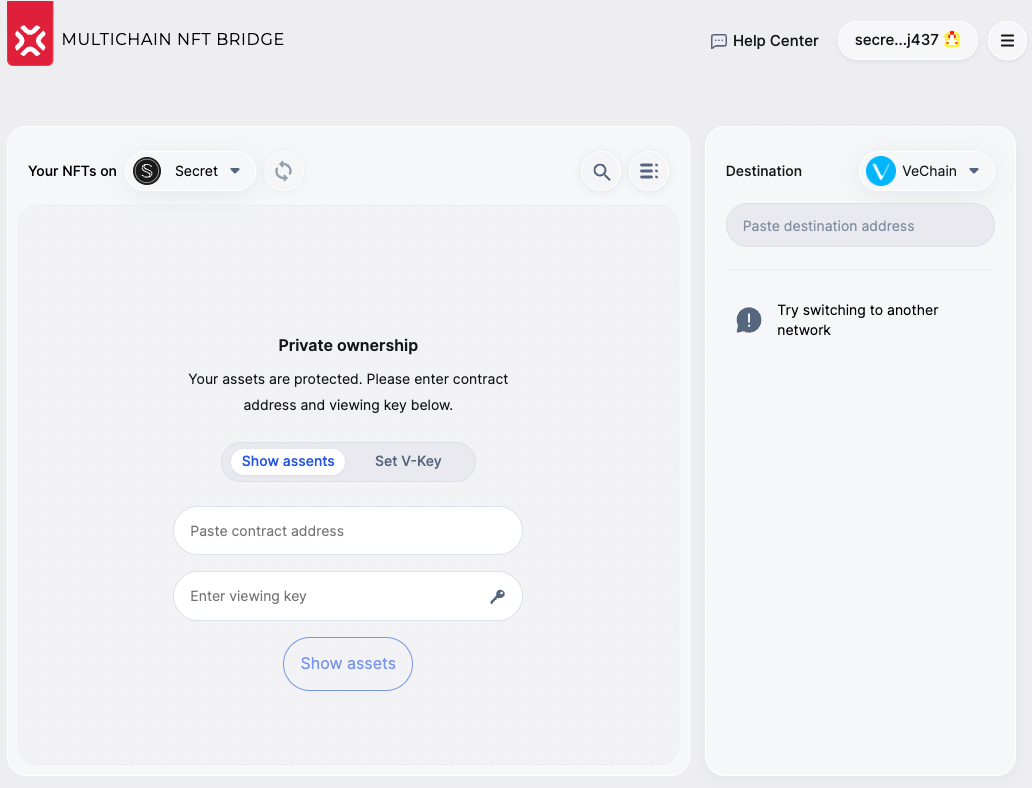 MULTICHAIN NFT BRIDGE
Help Center
secre...j437
Your NFTs on
Secret
Destination
VeChain
Paste destination address
Try switching to another
network
Private ownership
Your assets are protected. Please enter contract
address and viewing key below.
Show assents
Set V-Key
Paste contract address
Enter viewing key
Show assets